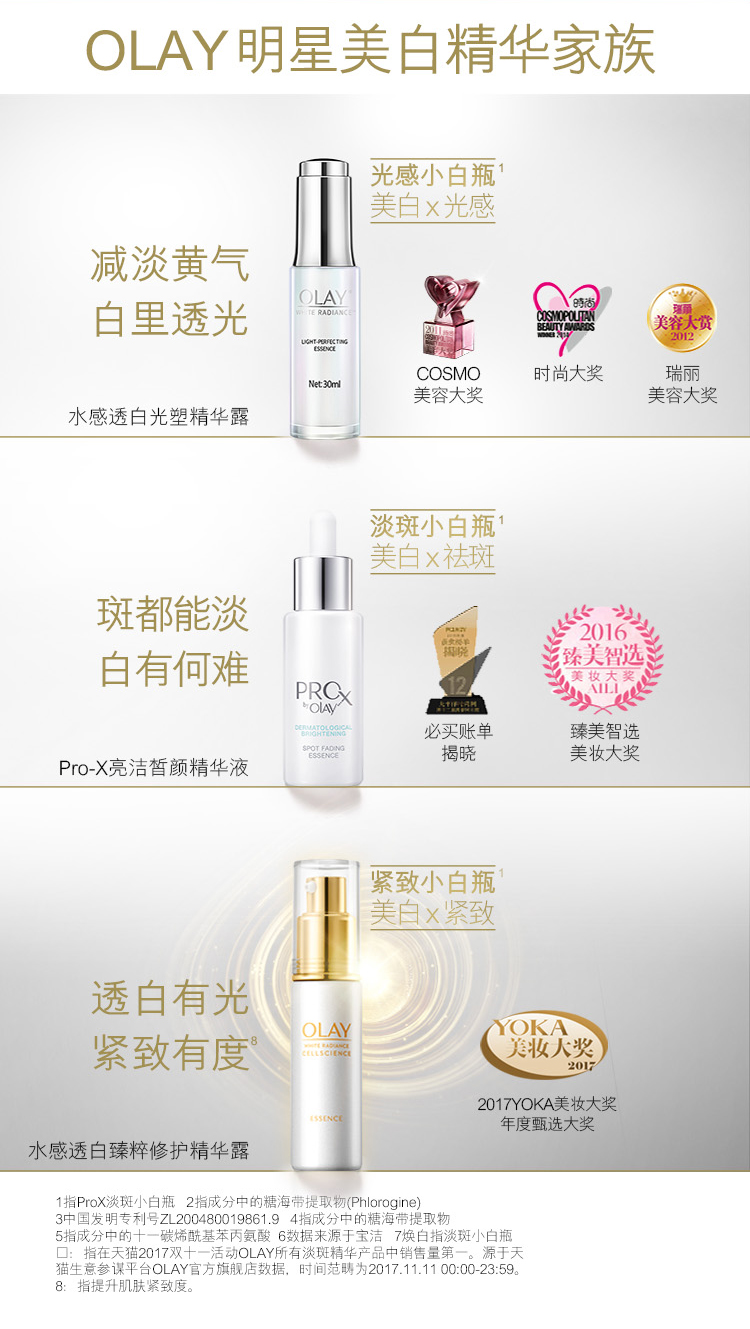 OLAY明星美白精华家族
光感小白瓶1
美白x光感
减淡黄气
白里透光
水感透白光塑精华露
OLAY
WHITE RADIANCE
LIGHT-PERFECTING
ESSENCE
Net:30ml
2011
時尚
COSMOPOLITAN
BEAUTY AWARDS
瑞丽
美容大赏
2012
COSMO
美容大奖
时尚大奖
瑞丽
美容大奖
淡斑小白瓶1
美白x祛斑
斑都能淡
白有何难
Pro-X亮洁皙颜精华液
PROX
by OLAY
DERMATOLOGICAL
BRIGHTENING
SPOT FADING
ESSENCE
揭晓
12
2016
臻美智选
美妆大奖
AILI
必买账单
揭晓
臻美智选
美妆大奖
紧致小白瓶1
美白x紧致
透白有光
紧致有度8
水感透白臻粹修护精华露
OLAY
WHITE RADIANCE
CELLSCIENCE
ESSENCE
YOKA
美妆大奖
2017
2017YOKA美妆大奖
年度甄选大奖
1指ProX淡斑小白瓶 2指成分中的糖海带提取物(Phlorogine)
3中国发明专利号ZL200480019861.9 4指成分中的糖海带提取物
5指成分中的十一碳烯酰基苯丙氨酸 6数据来源于宝洁 7焕白指淡斑小白瓶
□：指在天猫2017双十一活动OLAY所有淡斑精华产品中销售量第一。源于天
猫生意参谋平台OLAY官方旗舰店数据，时间范畴为2017.11.11 00:00-23:59。
8：指提升肌肤紧致度。